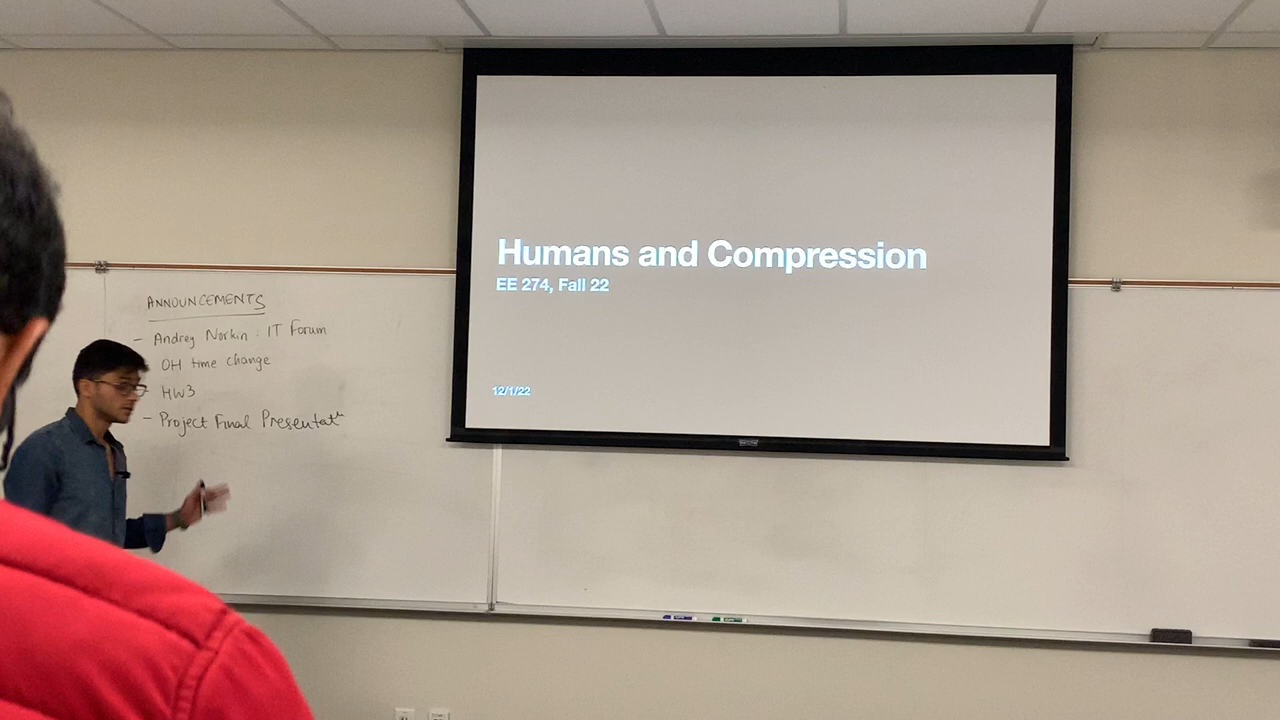 ANNOUNCEMENTS
- Andrey Norkin : IT Forum
OH time change
- HW3
- Project Final Presentatn
Humans and Compression
EE 274, Fall 22
12/1/22